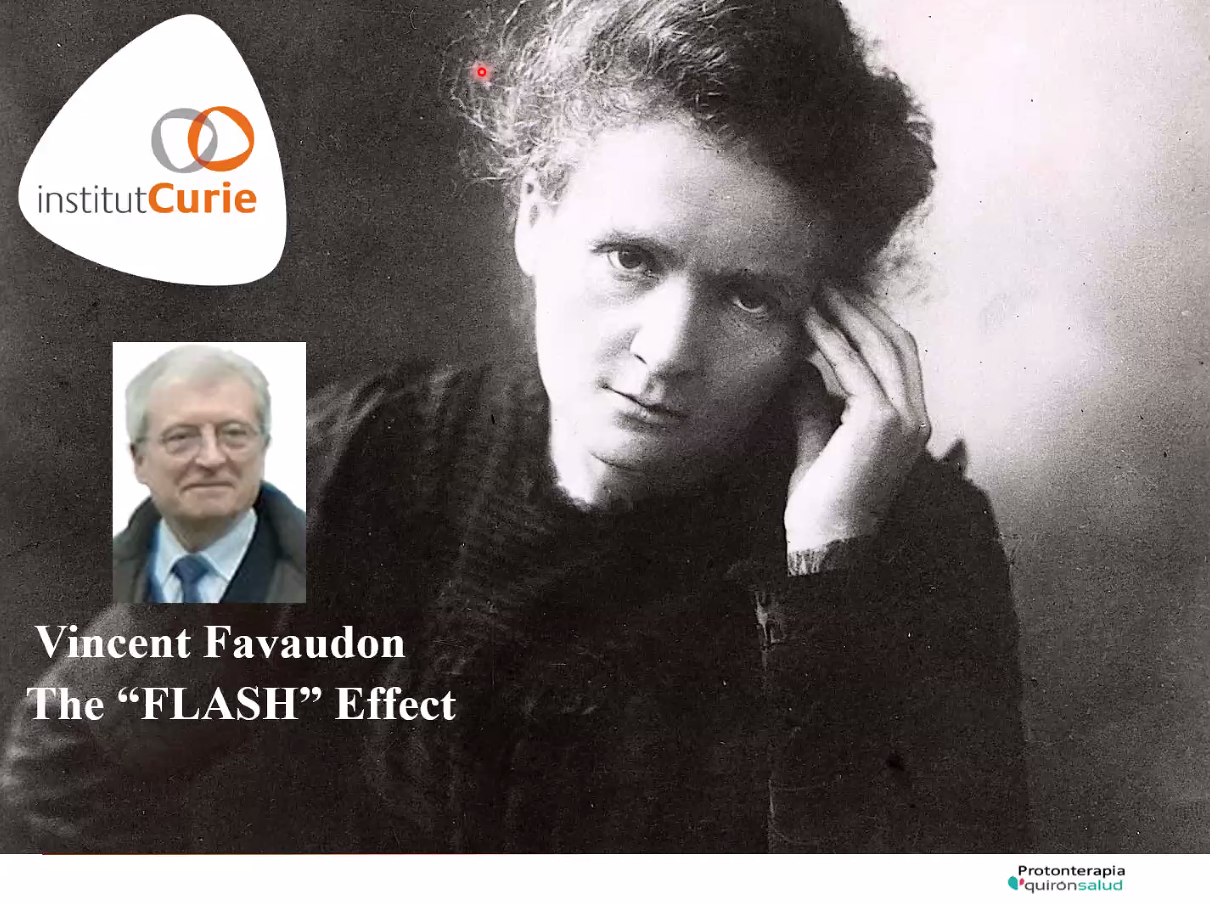 institutCurie
Vincent Favaudon
The “FLASH” Effect
Protonterapia
quirónsalud